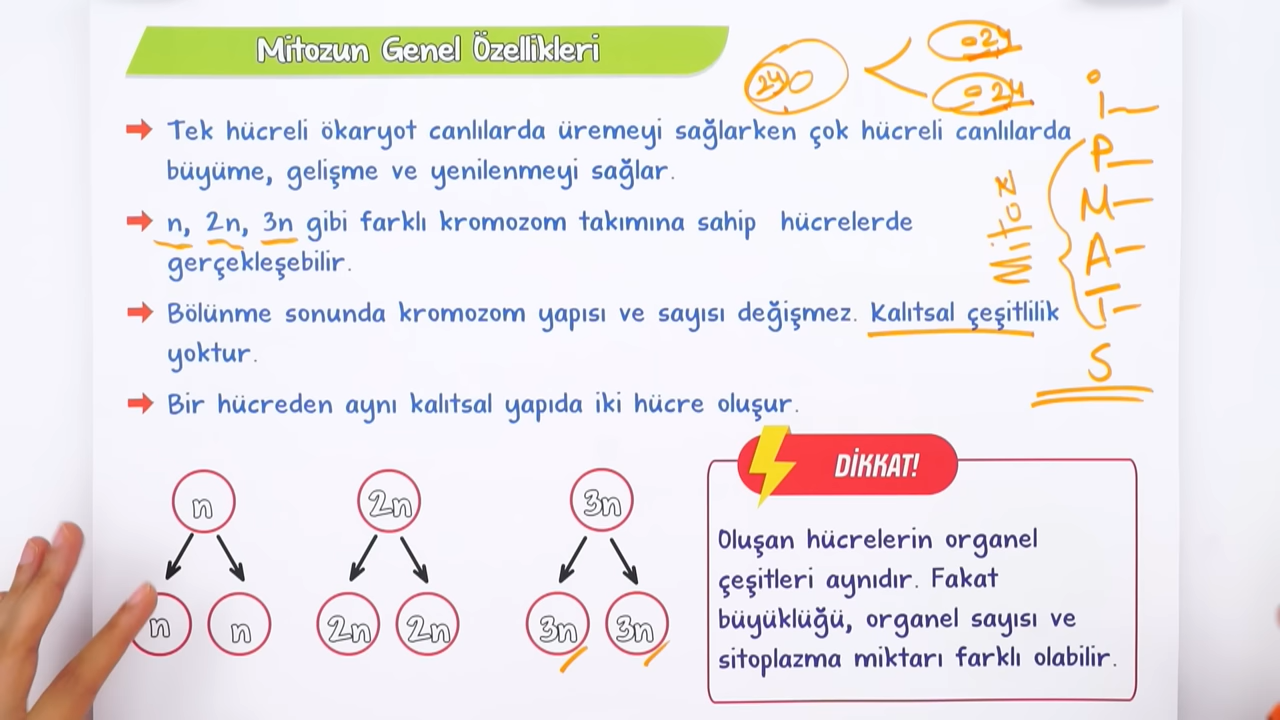 Mitozun Genel Özellikleri
24
24
24
Tek hücreli ökaryot canlılarda üremeyi sağlarken çok hücreli canlılarda
büyüme, gelişme ve yenilenmeyi sağlar.
n, 2n, 3n gibi farklı kromozom takımına sahip hücrelerde
gerçekleşebilir.
Bölünme sonunda kromozom yapısı ve sayısı değişmez. Kalıtsal çeşitlilik
yoktur.
Bir hücreden aynı kalıtsal yapıda iki hücre oluşur.
Mitoz
İ
P
M
A
T
S
n 2n 3n
n n 2n 2n 3n 3n
DİKKAT!
Oluşan hücrelerin organel
çeşitleri aynıdır. Fakat
büyüklüğü, organel sayısı ve
sitoplazma miktarı farklı olabilir.